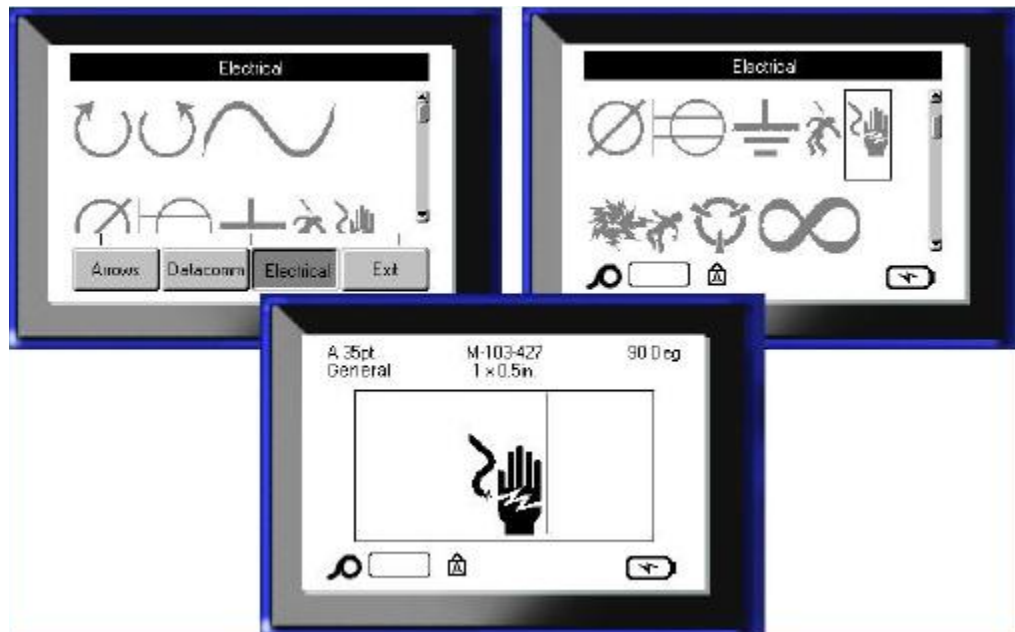 Electrical
Arrows Datacomm Electrical Exit
Electrical
A
A 35pt. M-103-427 90 Deg
General 1 x 0.5in.
A